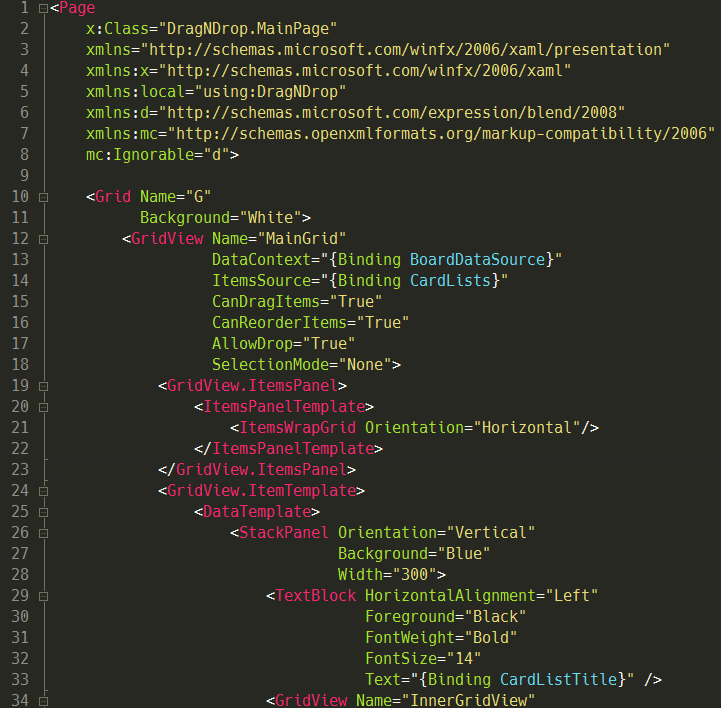 1 <Page
2 x:Class="DragNDrop.MainPage"
3 xmlns="http://schemas.microsoft.com/winfx/2006/xaml/presentation"
4 xmlns:x="http://schemas.microsoft.com/winfx/2006/xaml"
5 xmlns:local="using:DragNDrop"
6 xmlns:d="http://schemas.microsoft.com/expression/blend/2008"
7 xmlns:mc="http://schemas.openxmlformats.org/markup-compatibility/2006"
8 mc:Ignorable="d">
9
10 <Grid Name="G"
11 Background="White">
12 <GridView Name="MainGrid"
13 DataContext="{Binding BoardDataSource}"
14 ItemsSource="{Binding CardLists}"
15 CanDragItems="True"
16 CanReorderItems="True"
17 AllowDrop="True"
18 SelectionMode="None">
19 <GridView.ItemsPanel>
20 <ItemsPanelTemplate>
21 <ItemsWrapGrid Orientation="Horizontal"/>
22 </ItemsPanelTemplate>
23 </GridView.ItemsPanel>
24 <GridView.ItemTemplate>
25 <DataTemplate>
26 <StackPanel Orientation="Vertical"
27 Background="Blue"
28 Width="300">
29 <TextBlock HorizontalAlignment="Left"
30 Foreground="Black"
31 FontWeight="Bold"
32 FontSize="14"
33 Text="{Binding CardListTitle}" />
34 <GridView Name="InnerGridView"